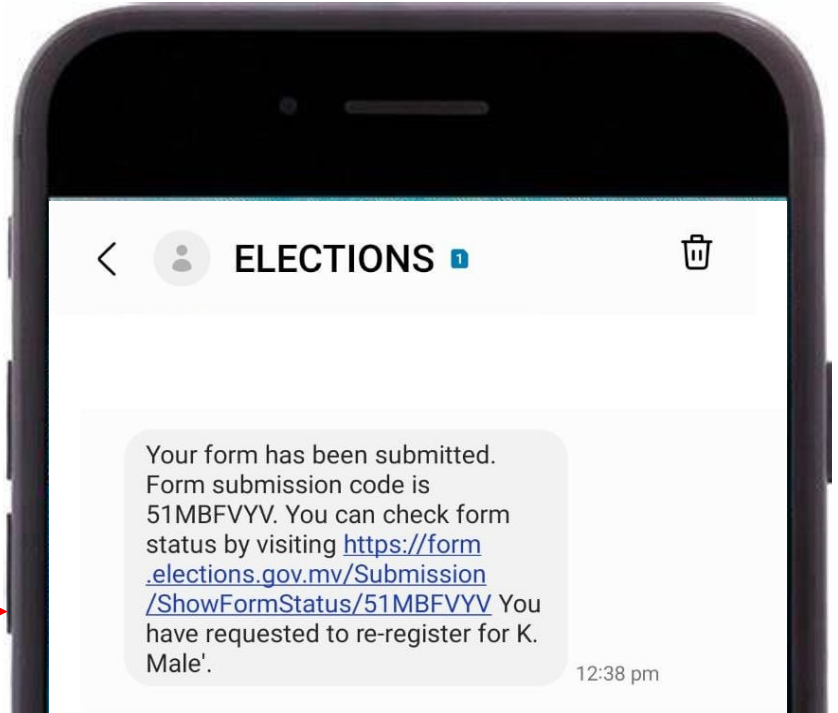 ELECTIONS 1
Your form has been submitted.
Form submission code is
51MBFVYV. You can check form
status by visiting https://form
.elections.gov.mv/Submission
/ShowFormStatus/51MBFVYV You
have requested to re-register for K.
Male'.
12:38 pm